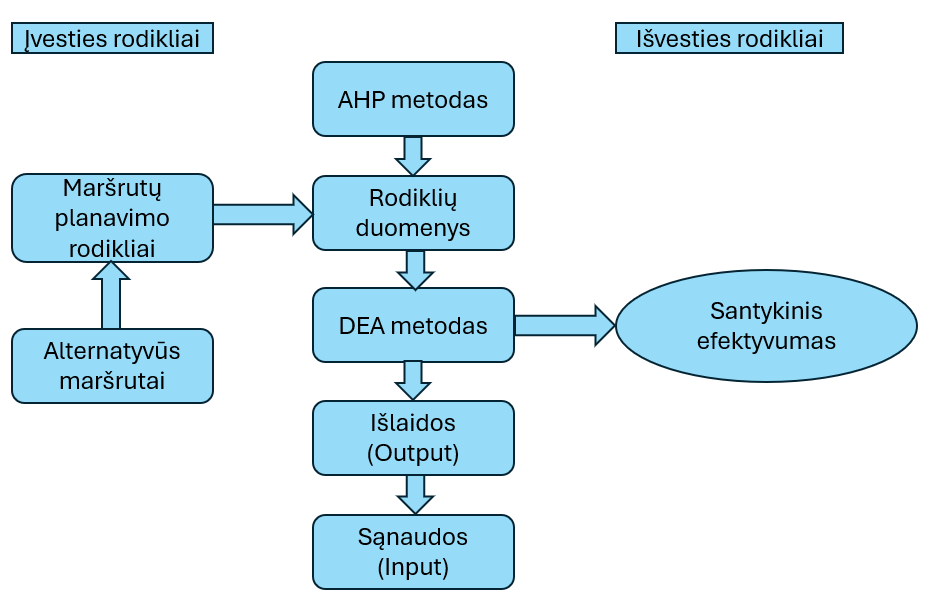 Įvesties rodikliai
Išvesties rodikliai
AHP metodas
Maršrutų
planavimo
rodikliai
Rodiklių
duomenys
Alternatyvūs
maršrutai
DEA metodas
Santykinis
efektyvumas
Išlaidos
(Output)
Sąnaudos
(Input)